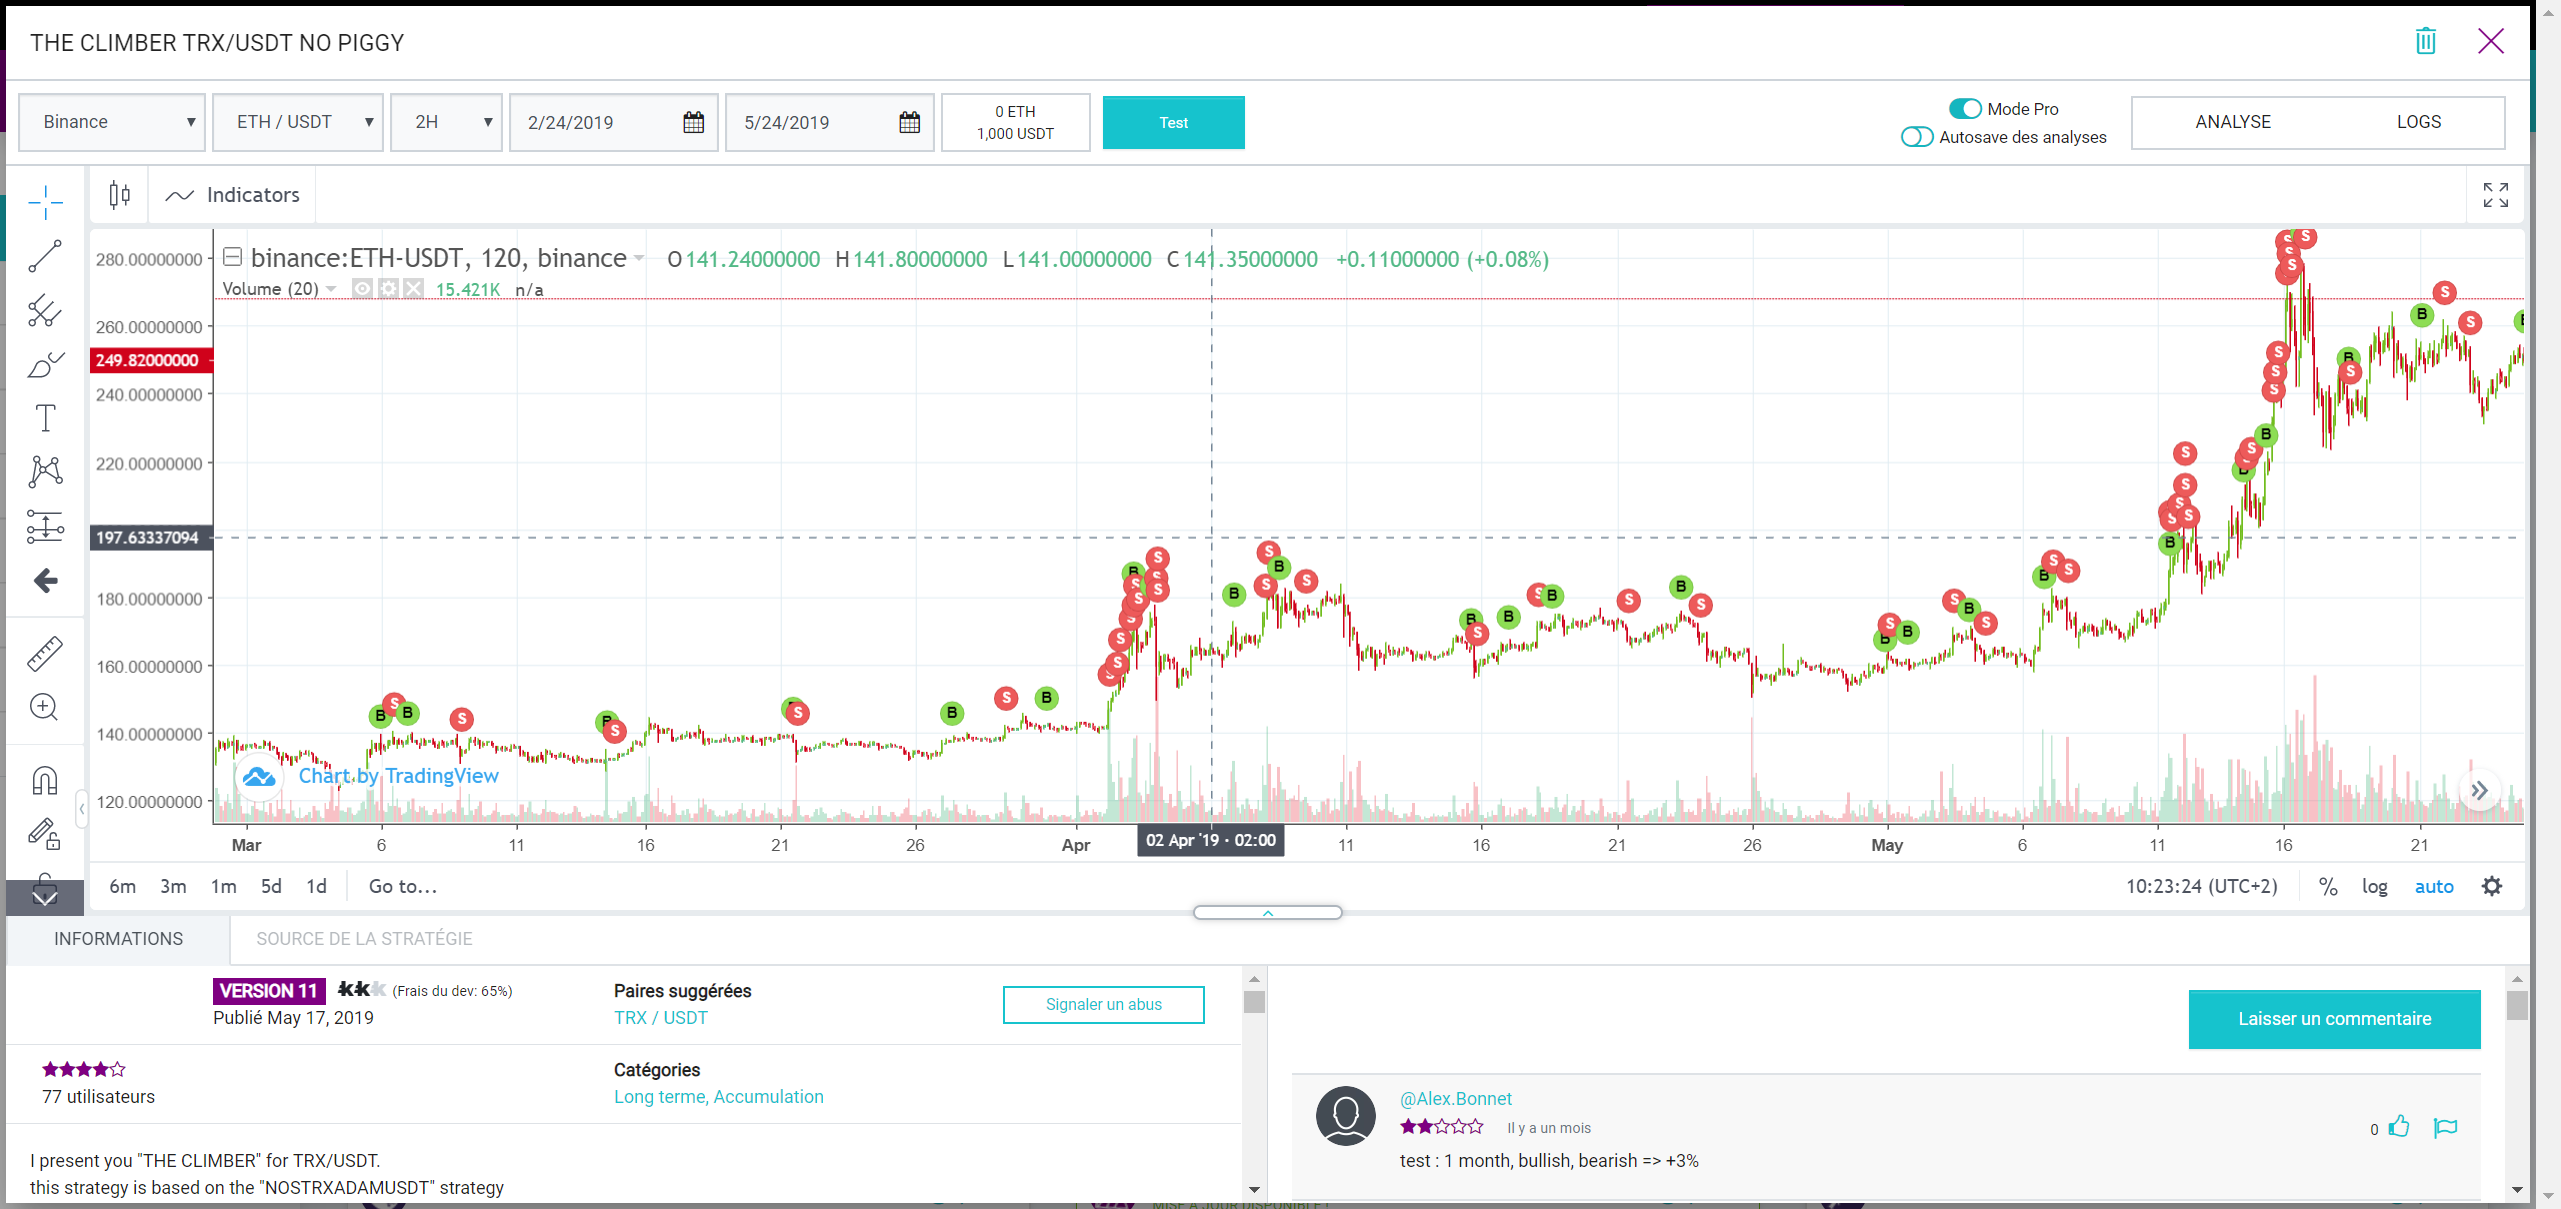 THE CLIMBER TRX/USDT NO PIGGY
Binance
ETH / USDT
2H
2/24/2019
5/24/2019
0 ETH
1,000 USDT
Test
Mode Pro
Autosave des analyses
ANALYSE
LOGS
Indicators
binance:ETH-USDT, 120, binance
O 141.24000000 H 141.80000000 L 141.00000000 C 141.35000000 +0.11000000 (+0.08%)
Volume (20)
15.421K n/a
280.00000000
260.00000000
249.82000000
240.00000000
220.00000000
197.63337094
180.00000000
160.00000000
140.00000000
120.00000000
Chart by TradingView
Mar
6
11
16
21
26
Apr
02 Apr '19 · 02:00
11
16
21
26
May
6
11
16
21
6m
3m
1m
5d
1d
Go to...
10:23:24 (UTC+2)
%
log
auto
INFORMATIONS
SOURCE DE LA STRATÉGIE
VERSION 11
(Frais du dev: 65%)
Publié May 17, 2019
Paires suggérées
TRX / USDT
Signaler un abus
77 utilisateurs
Catégories
Long terme, Accumulation
I present you "THE CLIMBER" for TRX/USDT.
this strategy is based on the "NOSTRXADAMUSDT" strategy
Laisser un commentaire
@Alex.Bonnet
Il y a un mois
0
test : 1 month, bullish, bearish => +3%
MISE À JOUR DISPONIBLE !